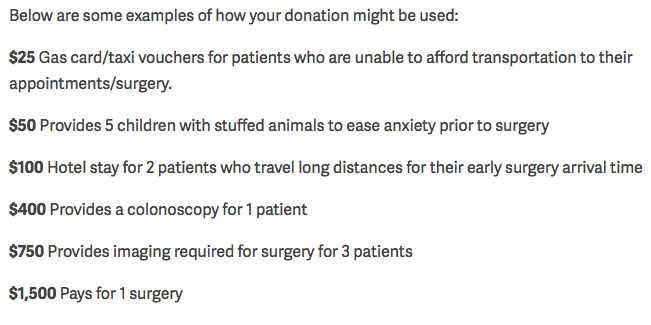 Below are some examples of how your donation might be used:
$25 Gas card/taxi vouchers for patients who are unable to afford transportation to their
appointments/surgery.
$50 Provides 5 children with stuffed animals to ease anxiety prior to surgery
$100 Hotel stay for 2 patients who travel long distances for their early surgery arrival time
$400 Provides a colonoscopy for 1 patient
$750 Provides imaging required for surgery for 3 patients
$1,500 Pays for 1 surgery